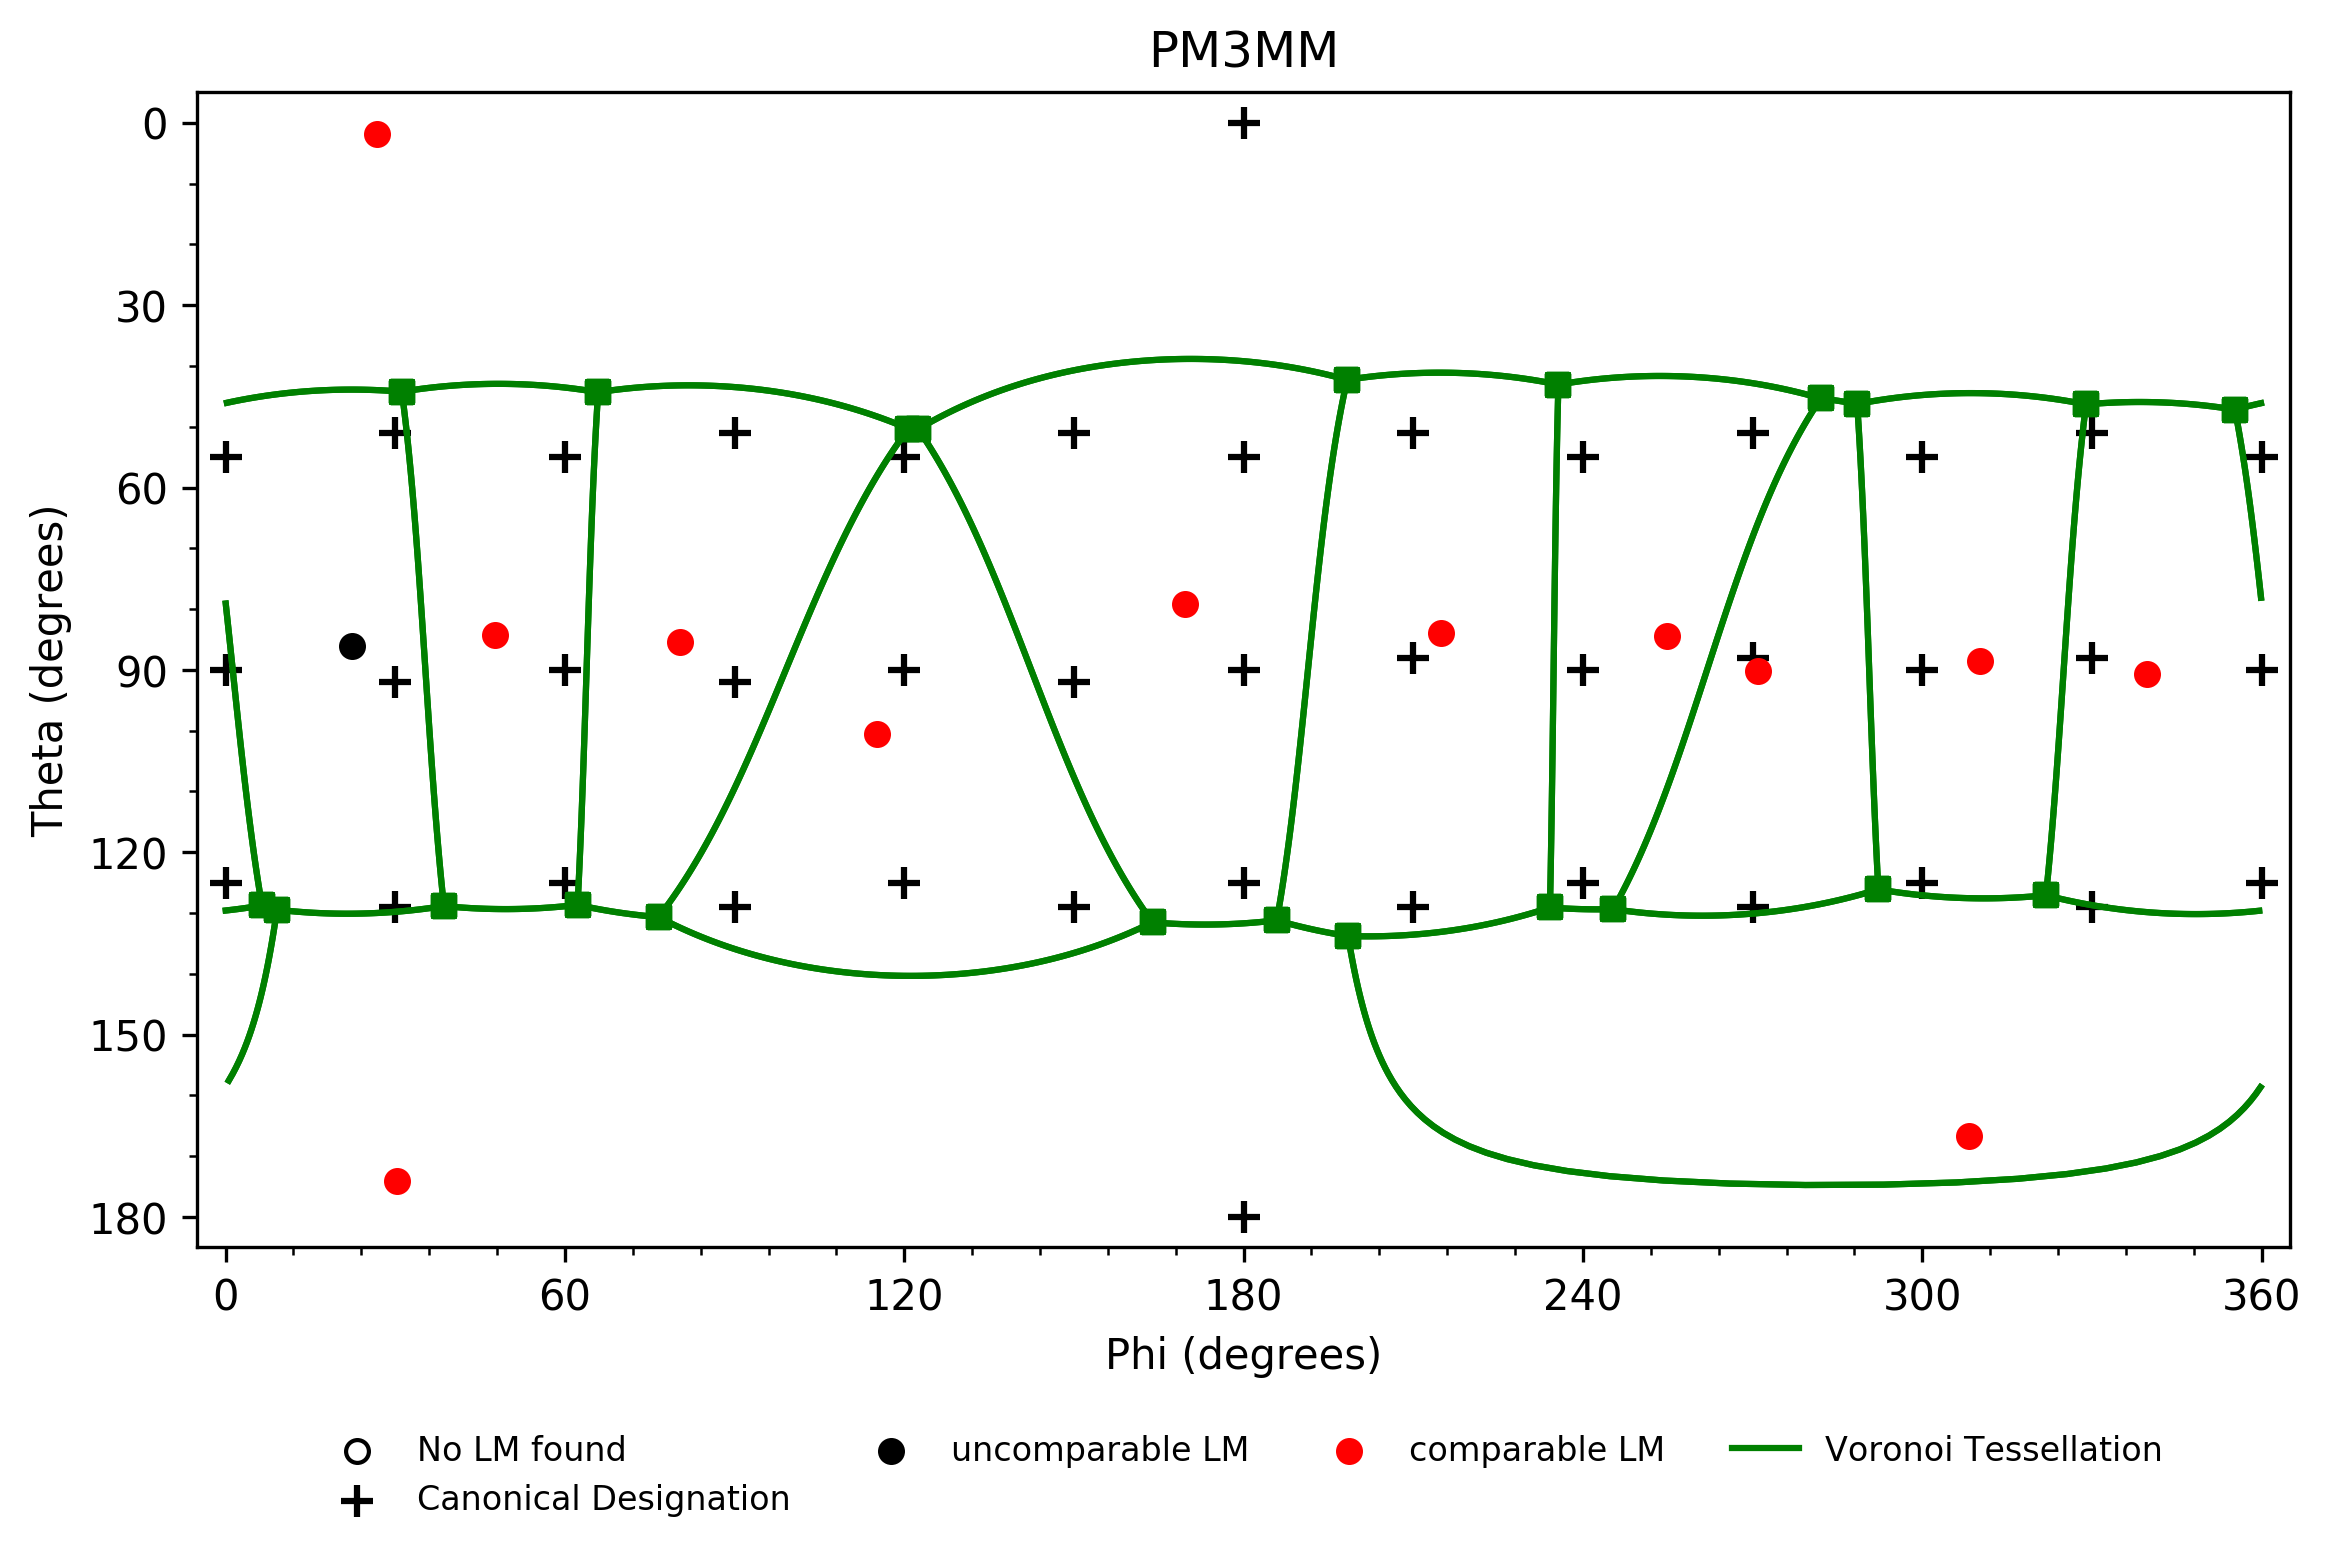 PM3MM
0
30
60
90
120
150
180
Theta (degrees)
0 60 120 180 240 300 360
Phi (degrees)
No LM found uncomparable LM comparable LM Voronoi Tessellation
Canonical Designation